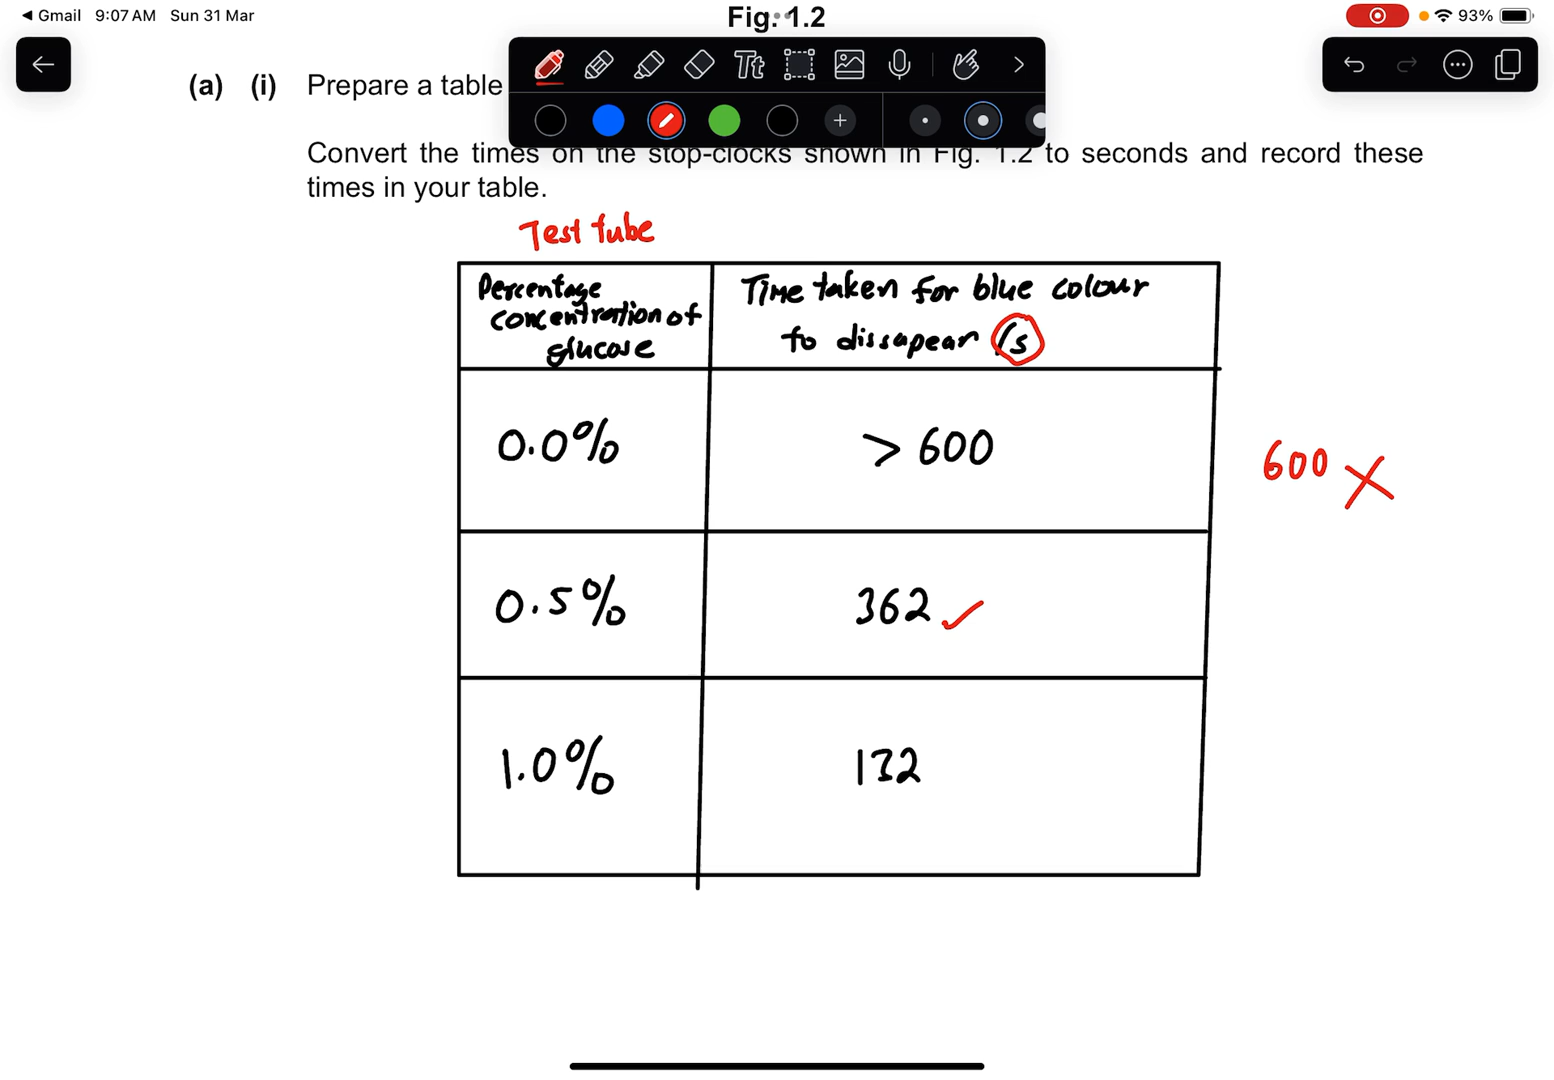 Gmail 9:07 AM Sun 31 Mar
Fig. 1.2
93%
Tt
(a) (i) Prepare a table
Convert the times on the stop-clocks shown in Fig. 1.2 to seconds and record these
times in your table.
Test tube
Percentage
concentration of
glucose
Time taken for blue colour
to dissapear /s
0.0%
> 600
600
0.5%
362
1.0%
132